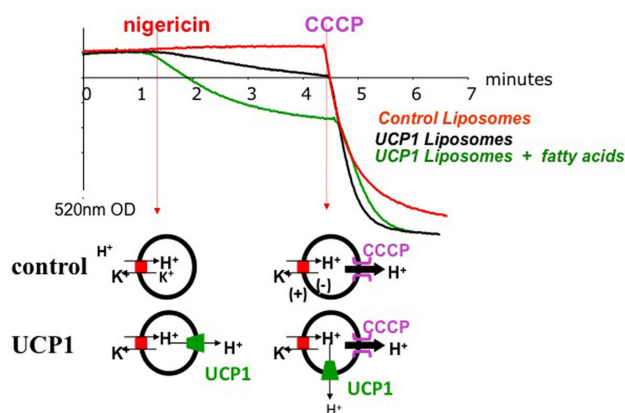 nigericin CCCP
0 1 2 3 4 5 6 7 minutes
Control Liposomes
UCP1 Liposomes
UCP1 Liposomes + fatty acids
520nm OD
control H+ H+ K+ K+ H+ K+ (+) (-) CCCP H+
UCP1 H+ K+ H+ UCP1 H+ K+ CCCP H+ UCP1 H+